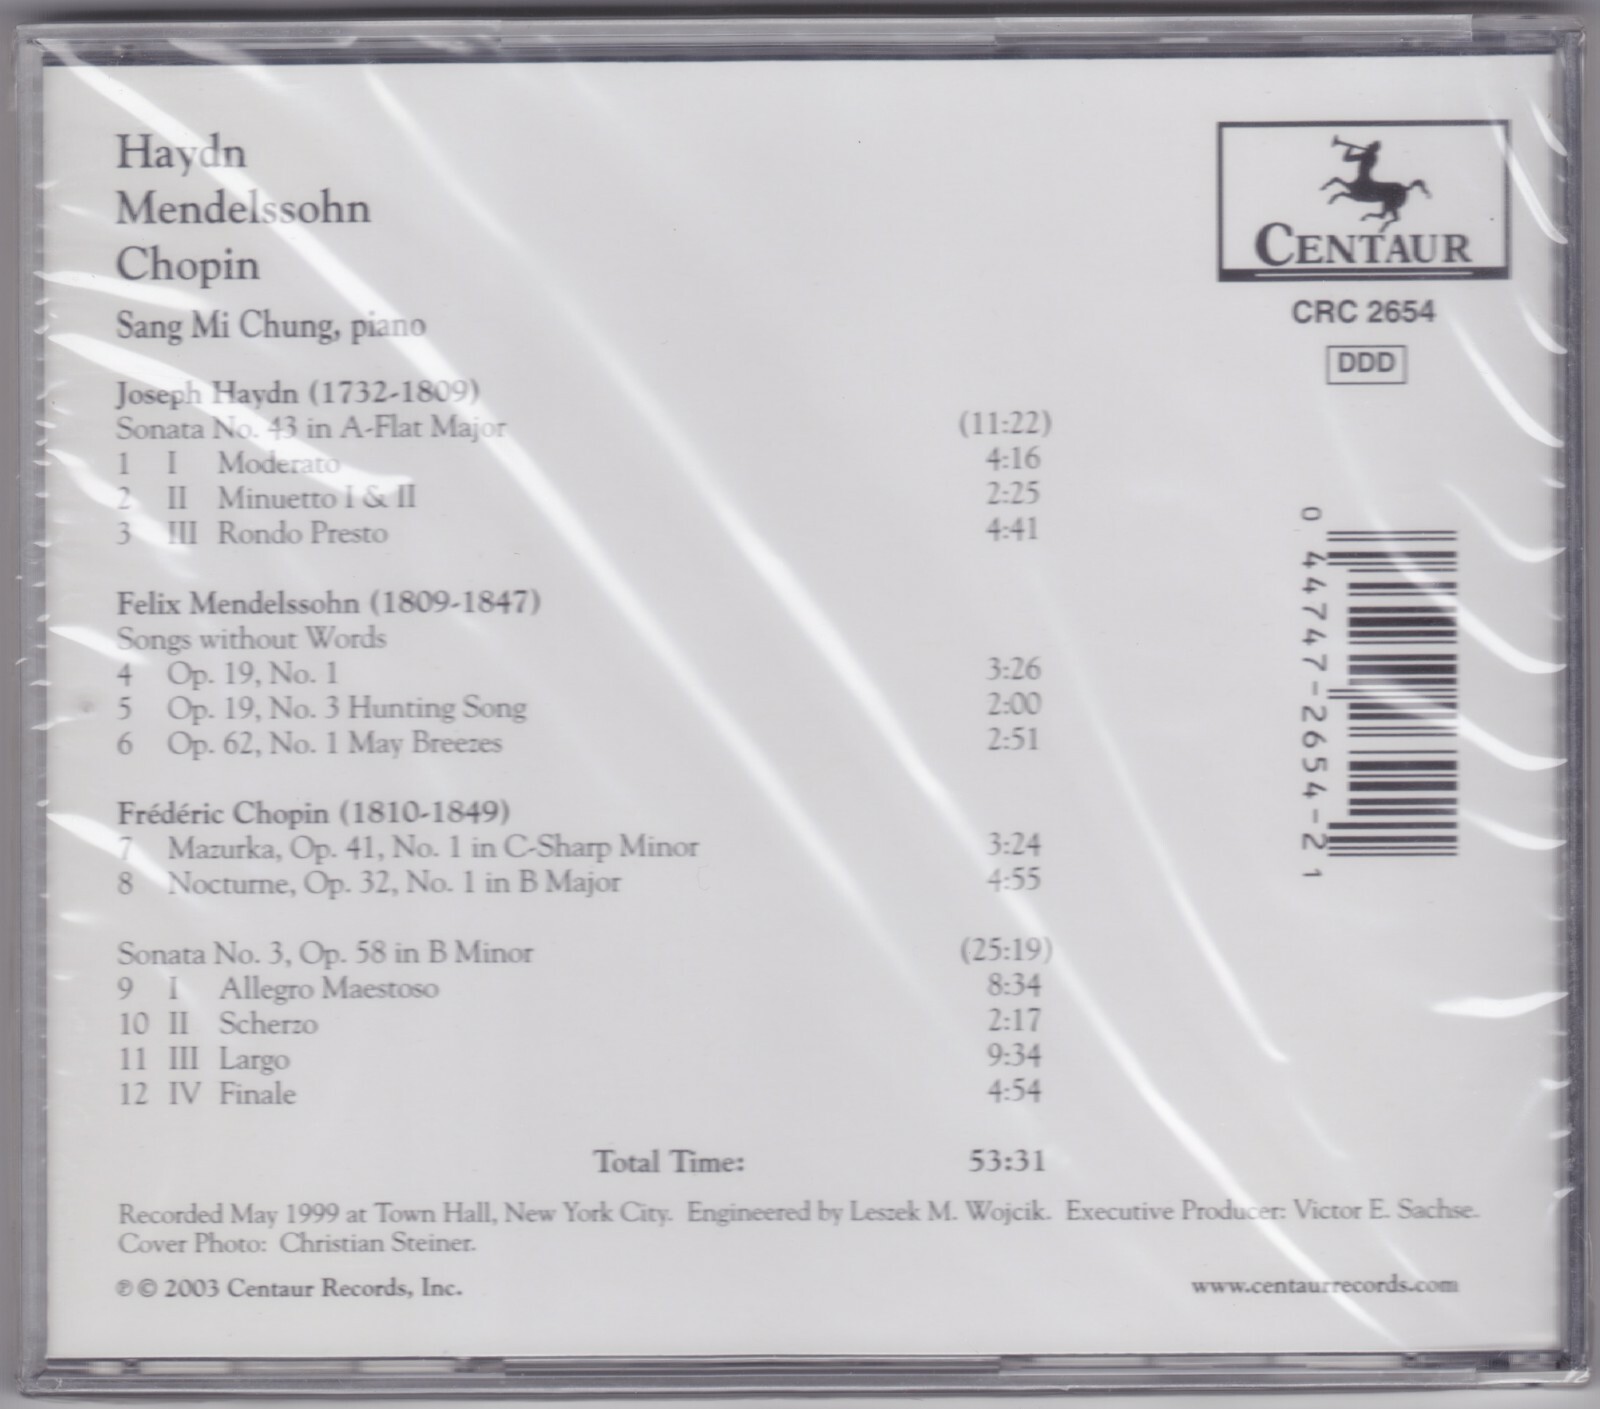 Haydn
Mendelssohn
Chopin
Sang Mi Chung, piano
CENTAUR
CRC 2654
DDD
Joseph Haydn (1732-1809)
Sonata No. 43 in A-Flat Major (11:22)
1 I Moderato 4:16
2 II Minuetto I & II 2:25
3 III Rondo Presto 4:41
Felix Mendelssohn (1809-1847)
Songs without Words
4 Op. 19, No. 1 3:26
5 Op. 19, No. 3 Hunting Song 2:00
6 Op. 62, No. 1 May Breezes 2:51
Frédéric Chopin (1810-1849)
7 Mazurka, Op. 41, No. 1 in C-Sharp Minor 3:24
8 Nocturne, Op. 32, No. 1 in B Major 4:55
Sonata No. 3, Op. 58 in B Minor (25:19)
9 I Allegro Maestoso 8:34
10 II Scherzo 2:17
11 III Largo 9:34
12 IV Finale 4:54
Total Time: 53:31
Recorded May 1999 at Town Hall, New York City. Engineered by Leszek M. Wojcik. Executive Producer: Victor E. Sachse.
Cover Photo: Christian Steiner.
℗ © 2003 Centaur Records, Inc. www.centaurrecords.com
0 44747-2654-2 1